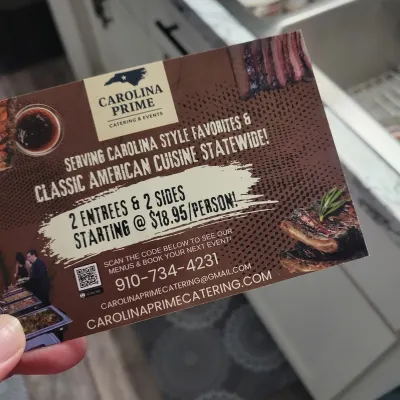 CAROLINA
PRIME
CATERING & EVENTS
SERVING CAROLINA STYLE FAVORITES &
CLASSIC AMERICAN CUISINE STATEWIDE!
2 ENTREES & 2 SIDES
STARTING @ $18.95/PERSON!
SCAN THE CODE BELOW TO SEE OUR
MENUS & BOOK YOUR NEXT EVENT!
910-734-4231
CAROLINAPRIMECATERING@GMAIL.COM
CAROLINAPRIMECATERING.COM